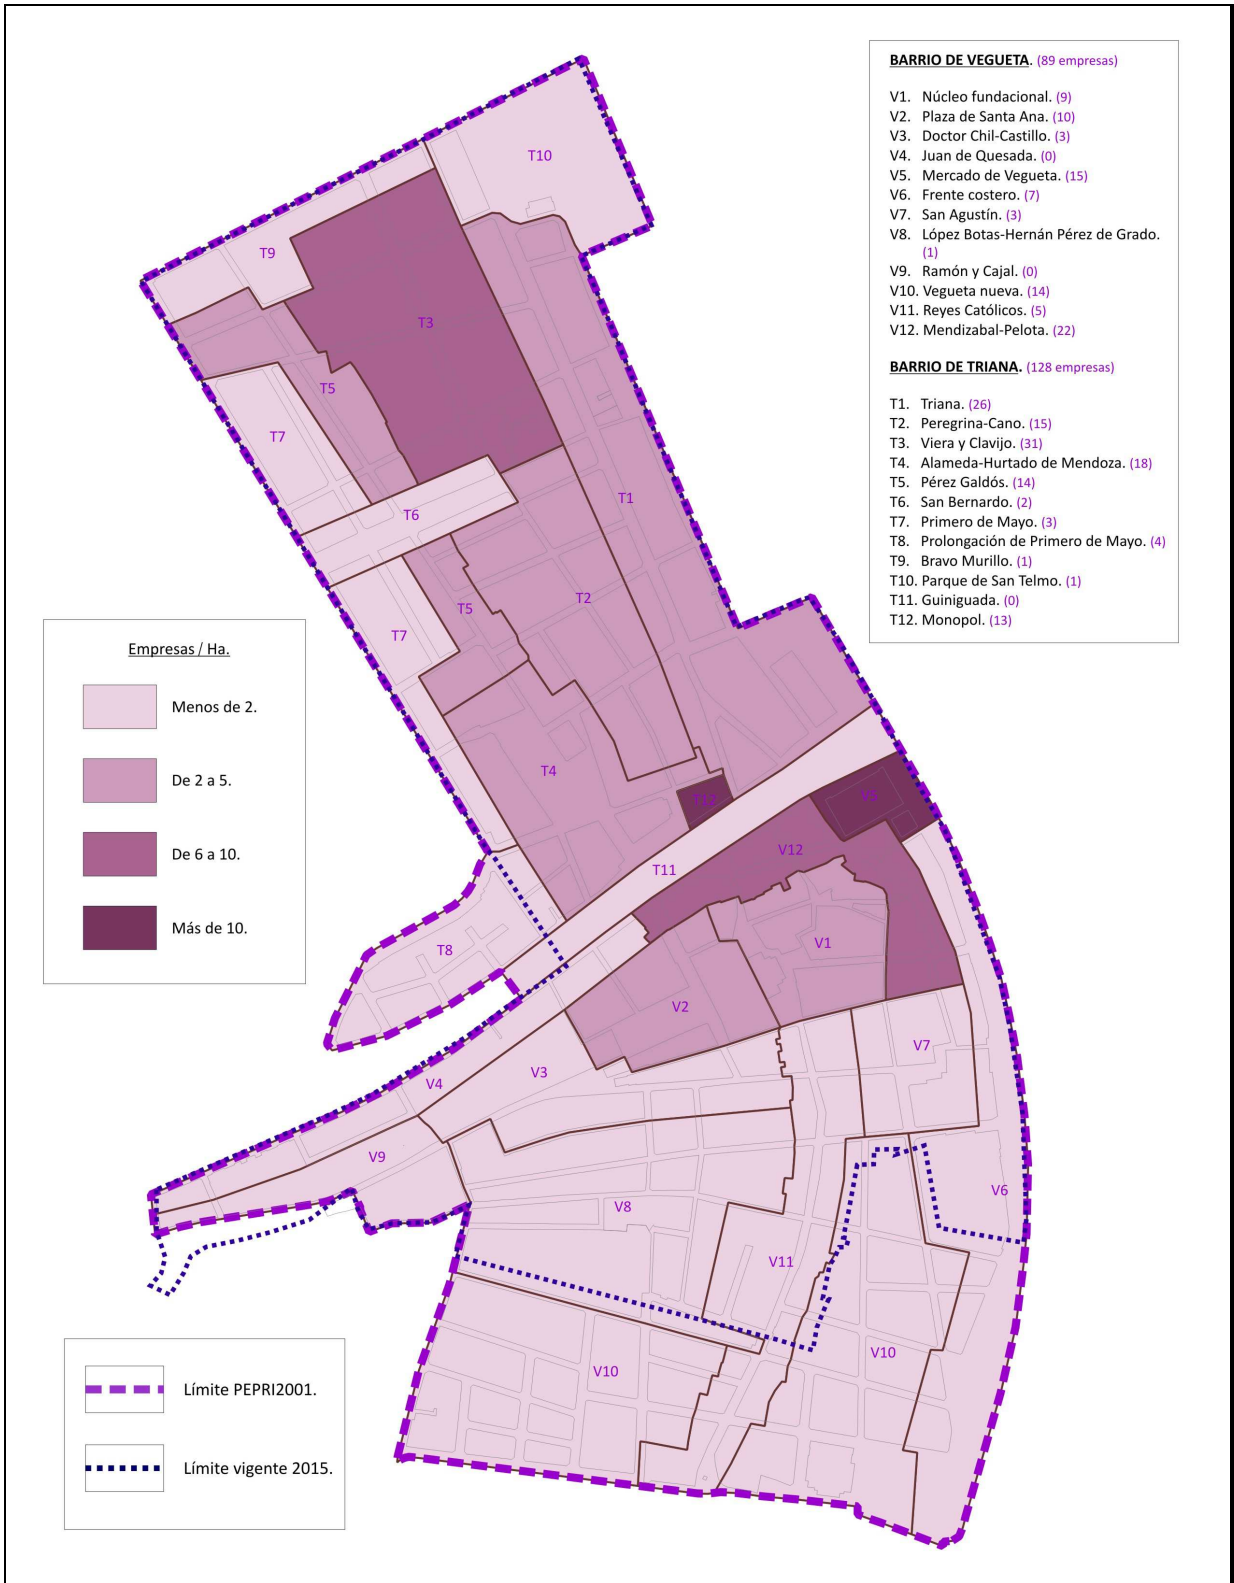 BARRIO DE VEGUETA. (89 empresas)
V1. Núcleo fundacional. (9)
V2. Plaza de Santa Ana. (10)
V3. Doctor Chil-Castillo. (3)
V4. Juan de Quesada. (0)
V5. Mercado de Vegueta. (15)
V6. Frente costero. (7)
V7. San Agustín. (3)
V8. López Botas-Hernán Pérez de Grado.
(1)
V9. Ramón y Cajal. (0)
V10. Vegueta nueva. (14)
V11. Reyes Católicos. (5)
V12. Mendizabal-Pelota. (22)
BARRIO DE TRIANA. (128 empresas)
T1. Triana. (26)
T2. Peregrina-Cano. (15)
T3. Viera y Clavijo. (31)
T4. Alameda-Hurtado de Mendoza. (18)
T5. Pérez Galdós. (14)
T6. San Bernardo. (2)
T7. Primero de Mayo. (3)
T8. Prolongación de Primero de Mayo. (4)
T9. Bravo Murillo. (1)
T10. Parque de San Telmo. (1)
T11. Guiniguada. (0)
T12. Monopol. (13)
T10
T9
T3
T5
T7
T1
T6
T2
T5
T7
T4
T12
V5
V12
T11
V1
T8
V2
V7
V3
V4
V9
V6
V8
V11
V10
V10
Empresas / Ha.
Menos de 2.
De 2 a 5.
De 6 a 10.
Más de 10.
Límite PEPRI2001.
Límite vigente 2015.